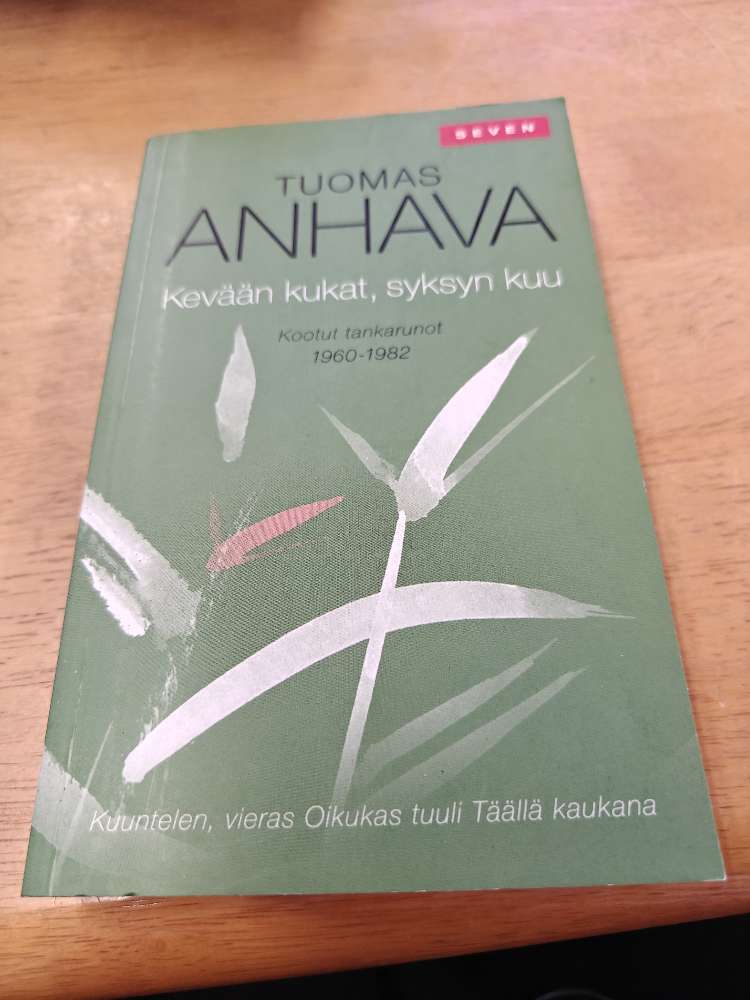 SEVEN
TUOMAS
ANHAVA
Kevään kukat, syksyn kuu
Kootut tankarunot
1960-1982
Kuuntelen, vieras Oikukas tuuli Täällä kaukana